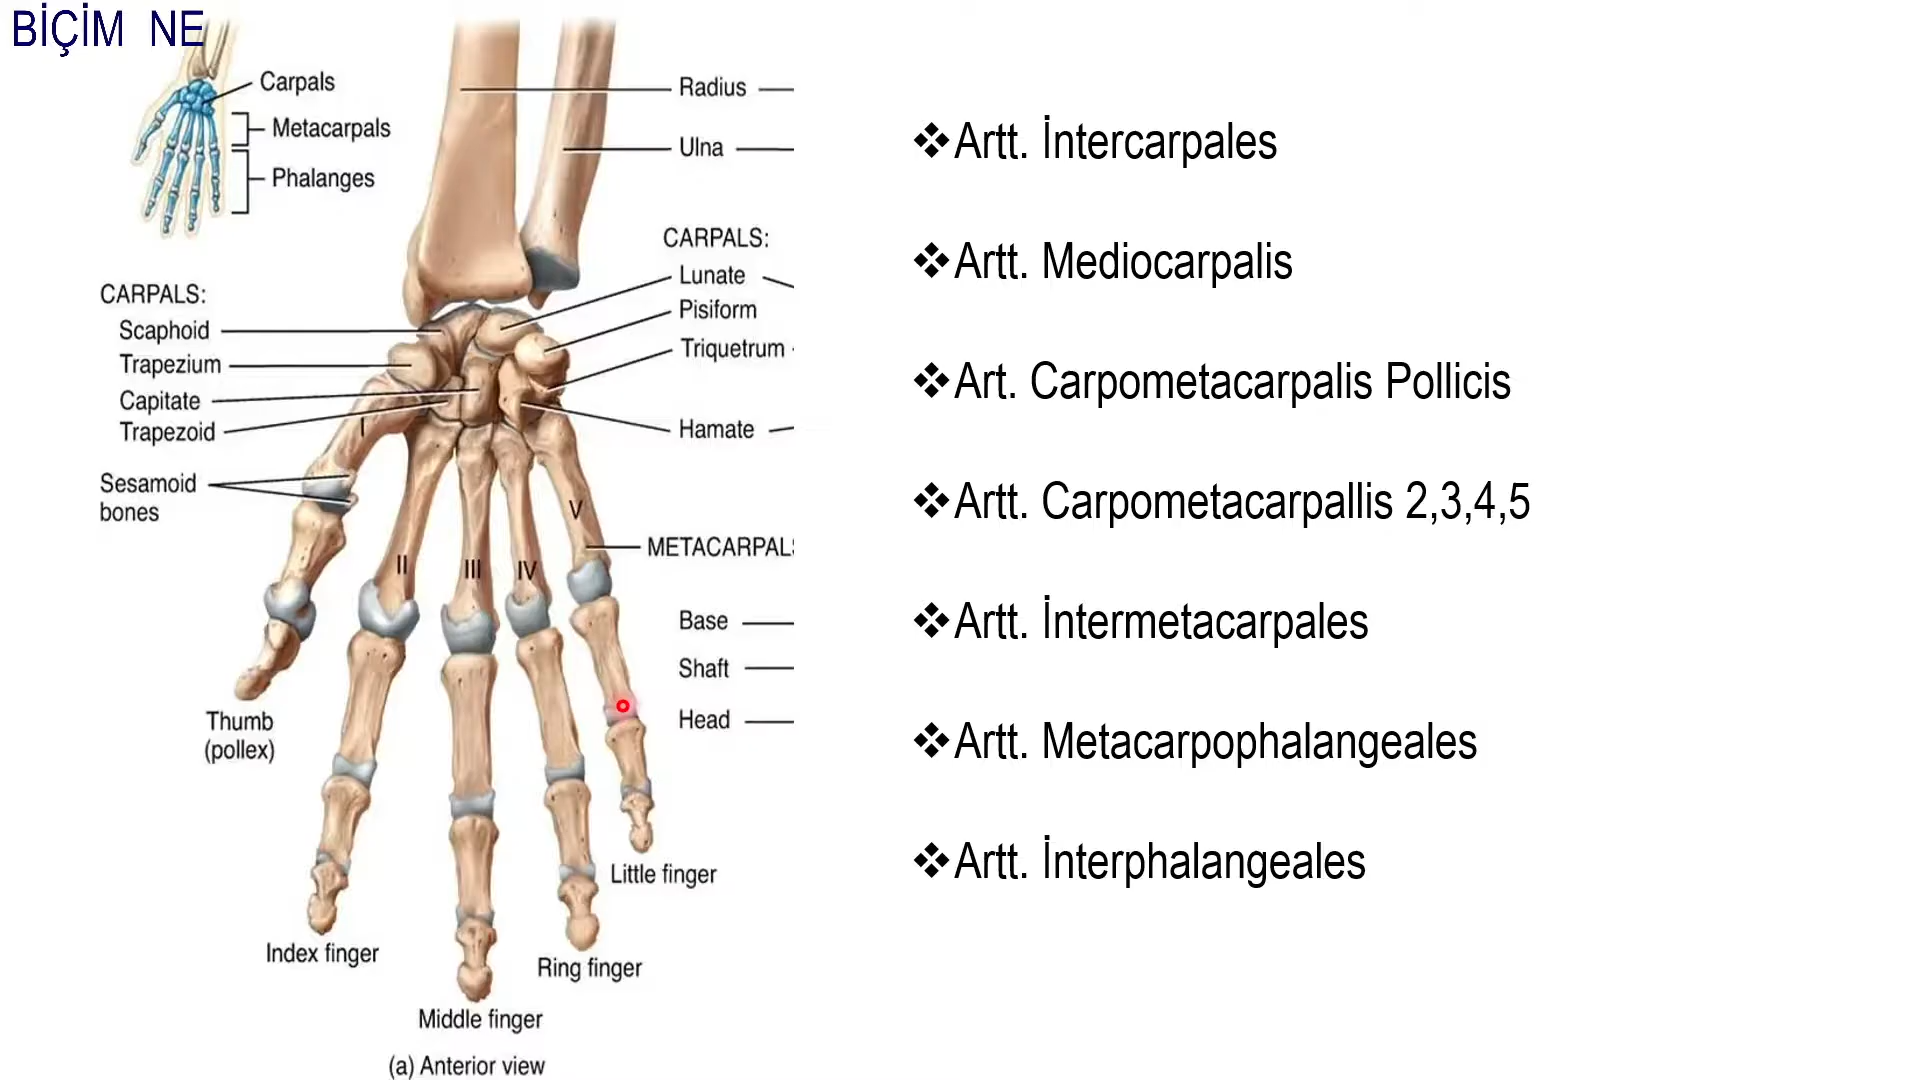 BİÇİM NE
Carpals
Metacarpals
Phalanges
Radius
Ulna
CARPALS:
Lunate
Pisiform
Triquetrum
Hamate
CARPALS:
Scaphoid
Trapezium
Capitate
Trapezoid
Sesamoid
bones
I
II
III
IV
V
METACARPALS
Base
Shaft
Head
Thumb
(pollex)
Index finger
Middle finger
Ring finger
Little finger
(a) Anterior view
❖Artt. İntercarpales
❖Artt. Mediocarpalis
❖Art. Carpometacarpalis Pollicis
❖Artt. Carpometacarpallis 2,3,4,5
❖Artt. İntermetacarpales
❖Artt. Metacarpophalangeales
❖Artt. İnterphalangeales